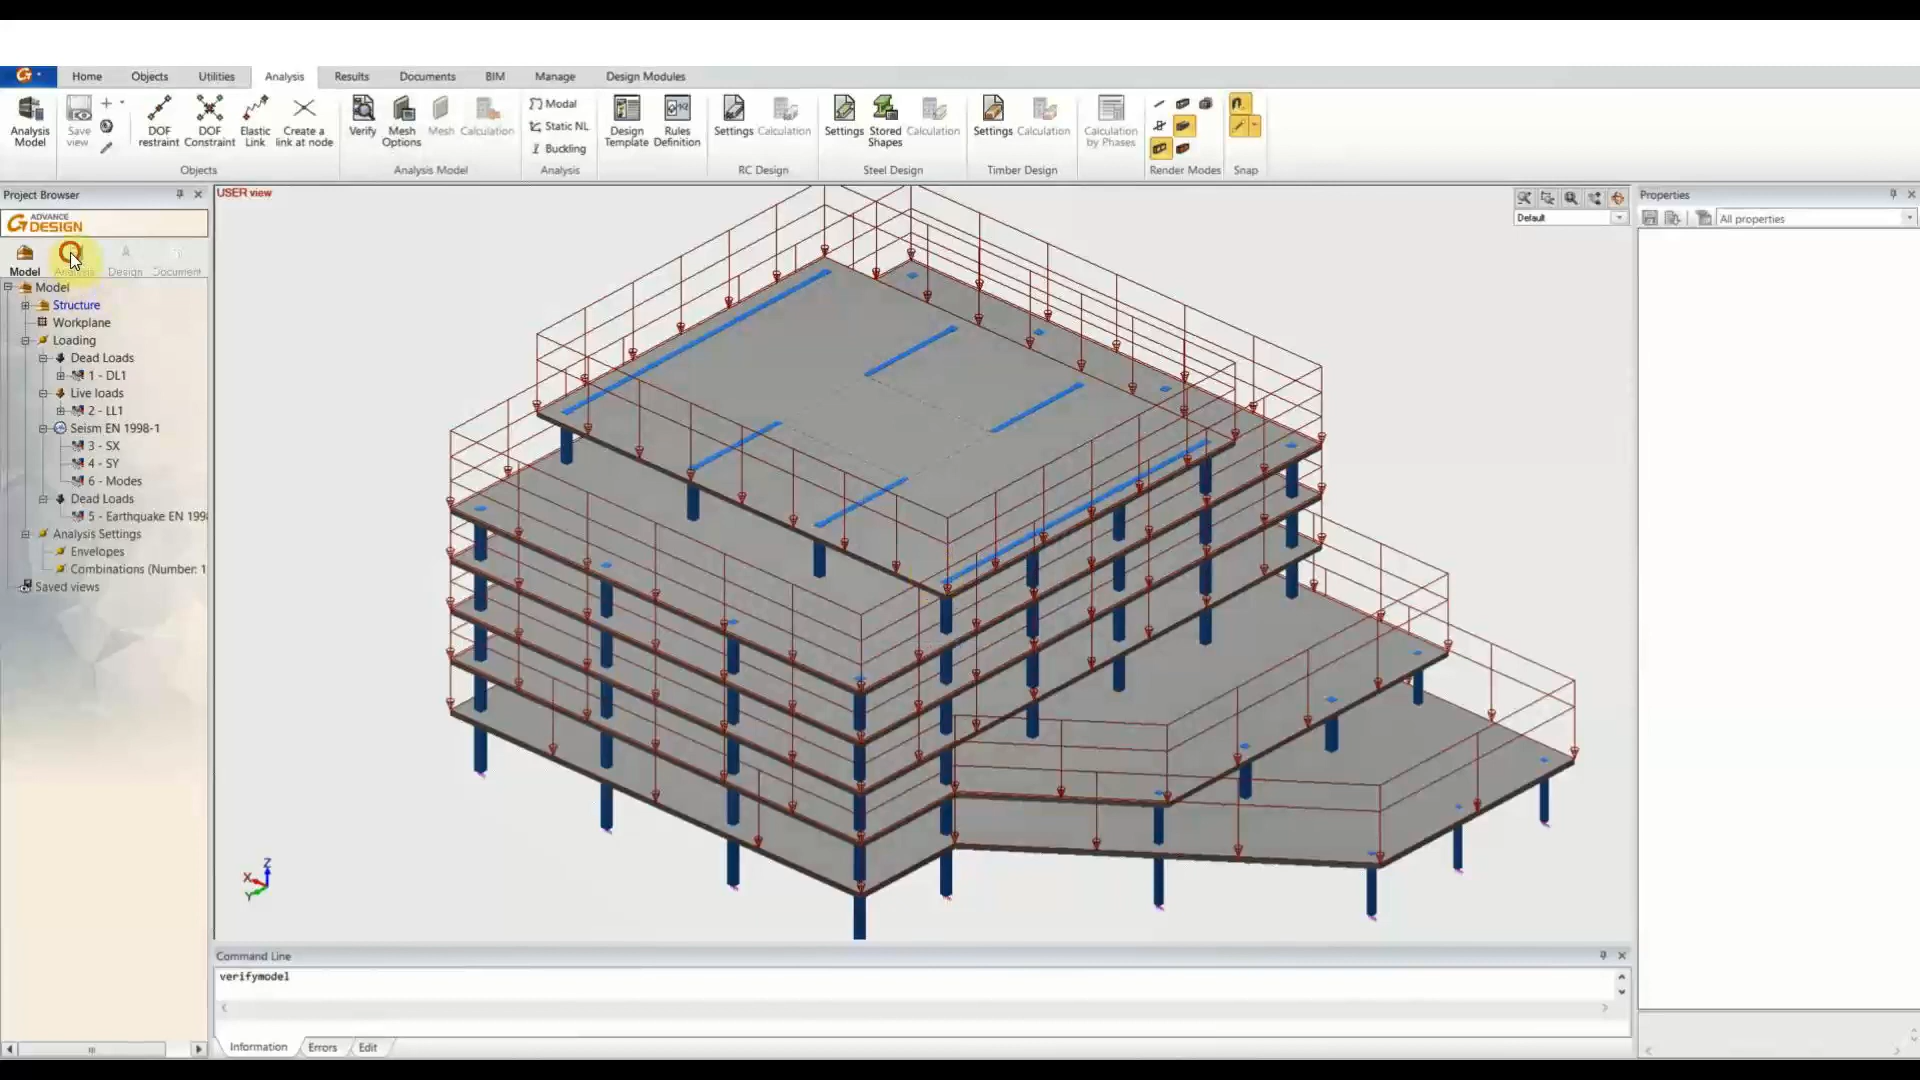 Home Objects Utilities Analysis Results Documents BIM Manage Design Modules
Analysis Model
Save view
DOF restraint
DOF Constraint
Elastic Link
Create a link at node
Objects
Verify
Mesh Options
Mesh
Calculation
Analysis Model
Modal
Static NL
Buckling
Analysis
Design Template
Rules Definition
Settings
Calculation
RC Design
Settings
Stored Shapes
Calculation
Steel Design
Settings
Calculation
Timber Design
Calculation by Phases
Render Modes
Snap
Project Browser
ADVANCE
DESIGN
Model Analysis Design Document
Model
Structure
Workplane
Loading
Dead Loads
1 - DL1
Live loads
2 - LL1
Seism EN 1998-1
3 - SX
4 - SY
6 - Modes
Dead Loads
5 - Earthquake EN 199
Analysis Settings
Envelopes
Combinations (Number: 1
Saved views
USER view
Default
Z
X
Y
Properties
All properties
Command Line
verifymodel
Information Errors Edit